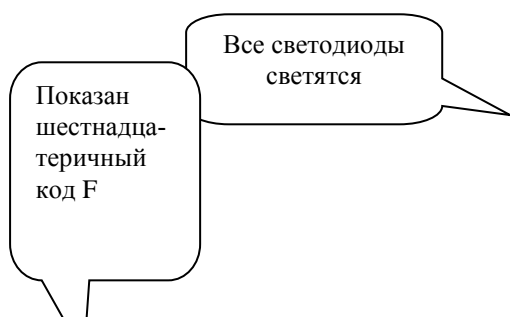 Все светодиоды
светятся
Показан
шестнадца-
теричный
код F